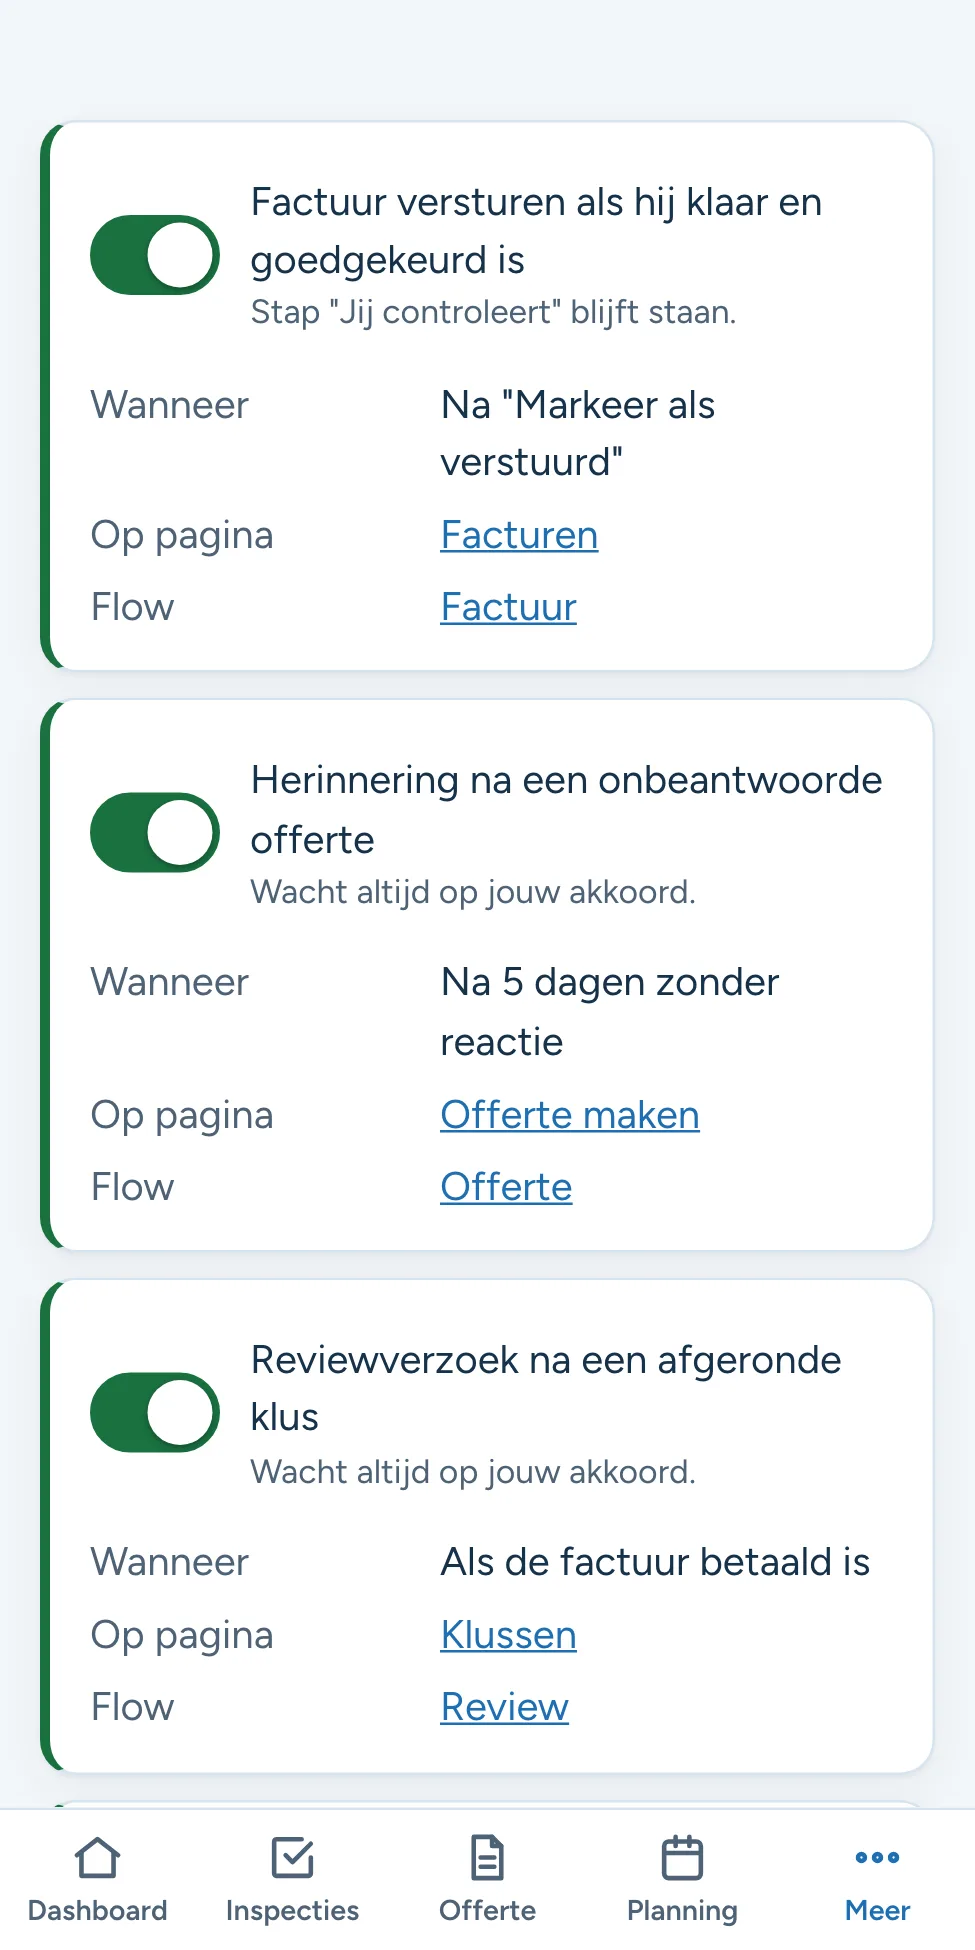 Factuur versturen als hij klaar en
goedgekeurd is
Stap "Jij controleert" blijft staan.
Wanneer
Na "Markeer als
verstuurd"
Op pagina
Facturen
Flow
Factuur
Herinnering na een onbeantwoorde
offerte
Wacht altijd op jouw akkoord.
Wanneer
Na 5 dagen zonder
reactie
Op pagina
Offerte maken
Flow
Offerte
Reviewverzoek na een afgeronde
klus
Wacht altijd op jouw akkoord.
Wanneer
Als de factuur betaald is
Op pagina
Klussen
Flow
Review
Dashboard
Inspecties
Offerte
Planning
Meer